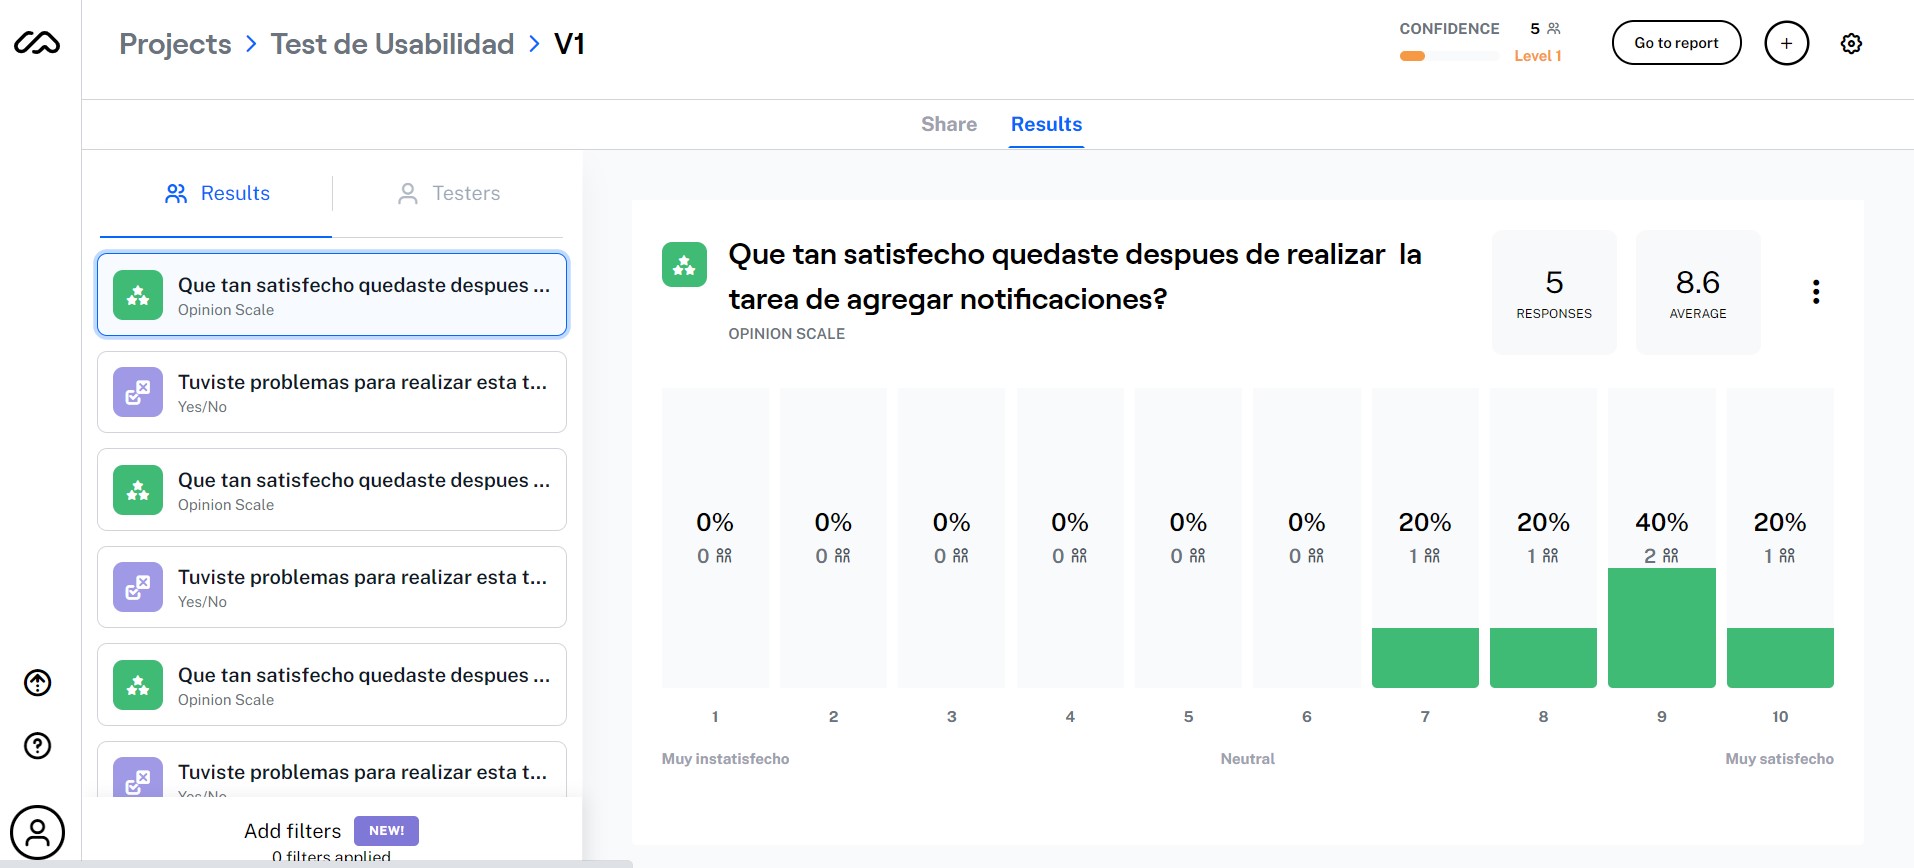 Projects > Test de Usabilidad > V1
CONFIDENCE 5
Level 1
Go to report
Share Results
Results Testers
Que tan satisfecho quedaste despues ...
Opinion Scale
Tuviste problemas para realizar esta t...
Yes/No
Que tan satisfecho quedaste despues ...
Opinion Scale
Tuviste problemas para realizar esta t...
Yes/No
Que tan satisfecho quedaste despues ...
Opinion Scale
Tuviste problemas para realizar esta t...
Yes/No
Add filters NEW!
0 filters applied
Que tan satisfecho quedaste despues de realizar la
tarea de agregar notificaciones?
OPINION SCALE
5
RESPONSES
8.6
AVERAGE
0% 0% 0% 0% 0% 0% 20% 20% 40% 20%
0 0 0 0 0 0 1 1 2 1
1 2 3 4 5 6 7 8 9 10
Muy instatisfecho Neutral Muy satisfecho